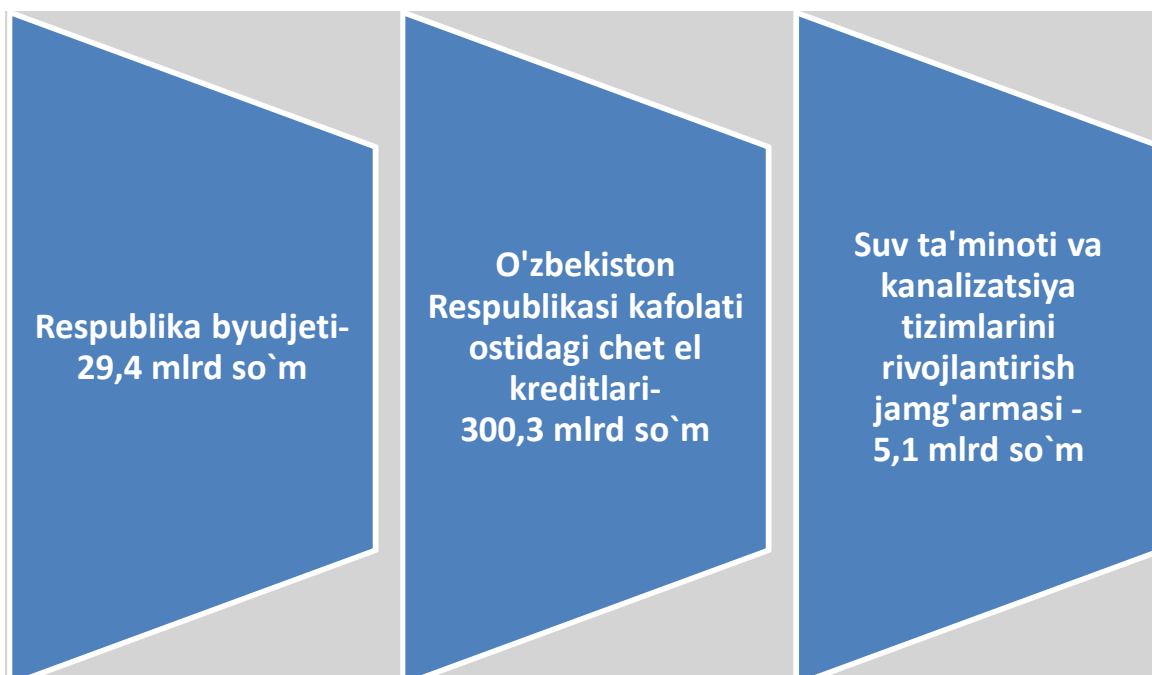 Respublika byudjeti-
29,4 mlrd so`m
O'zbekiston
Respublikasi kafolati
ostidagi chet el
kreditlari-
300,3 mlrd so`m
Suv ta'minoti va
kanalizatsiya
tizimlarini
rivojlantirish
jamg'armasi -
5,1 mlrd so`m